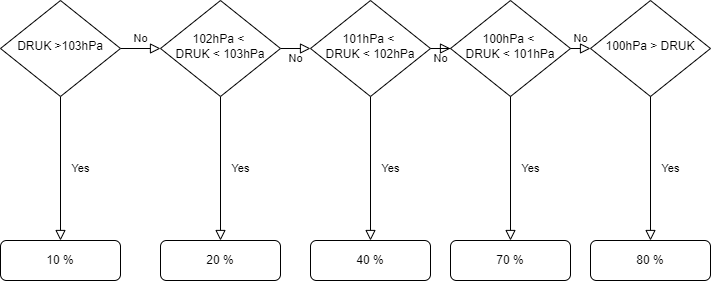 DRUK >103hPa
No
102hPa <
DRUK < 103hPa
No
101hPa <
DRUK < 102hPa
No
100hPa <
DRUK < 101hPa
No
100hPa > DRUK
Yes
Yes
Yes
Yes
Yes
10 %
20 %
40 %
70 %
80 %